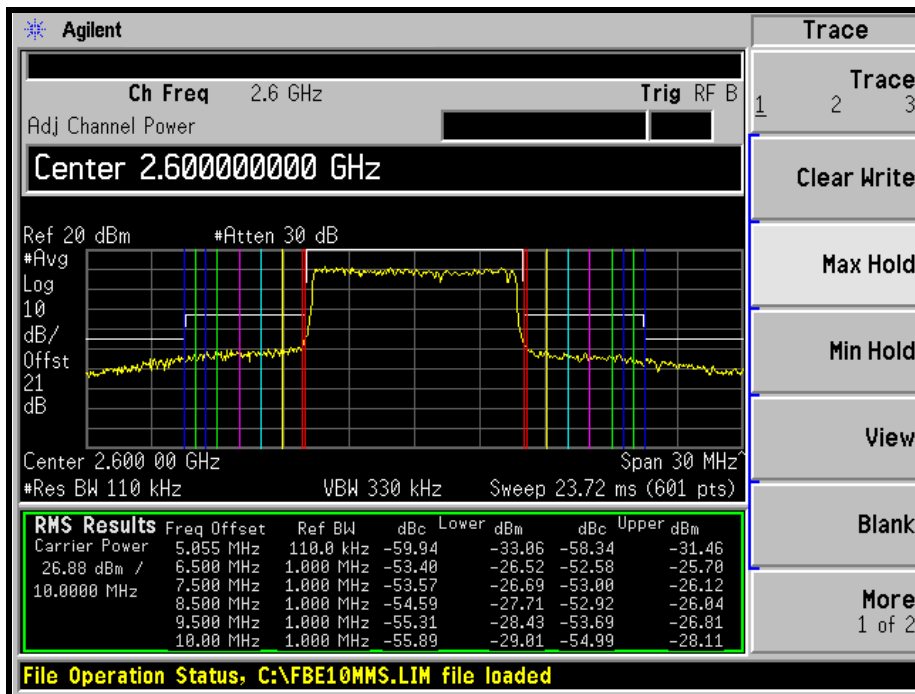 Agilent
Trace
Ch Freq 2.6 GHz Trig RF B
Adj Channel Power
Trace
1 2 3
Center 2.600000000 GHz
Clear Write
Ref 20 dBm #Atten 30 dB
#Avg
Log
10
dB/
Offst
21
dB
Max Hold
Min Hold
View
Center 2.600 00 GHz Span 30 MHz^
#Res BW 110 kHz VBW 330 kHz Sweep 23.72 ms (601 pts)
Blank
RMS Results Freq Offset Ref BW dBc Lower dBm dBc Upper dBm
Carrier Power 5.055 MHz 110.0 kHz -59.94 -33.06 -58.34 -31.46
26.88 dBm / 6.500 MHz 1.000 MHz -53.40 -26.52 -52.58 -25.70
10.0000 MHz 7.500 MHz 1.000 MHz -53.57 -26.69 -53.00 -26.12
8.500 MHz 1.000 MHz -54.59 -27.71 -52.92 -26.04
9.500 MHz 1.000 MHz -55.31 -28.43 -53.69 -26.81
10.00 MHz 1.000 MHz -55.89 -29.01 -54.99 -28.11
More
1 of 2
File Operation Status, C:\FBE10MMS.LIM file loaded